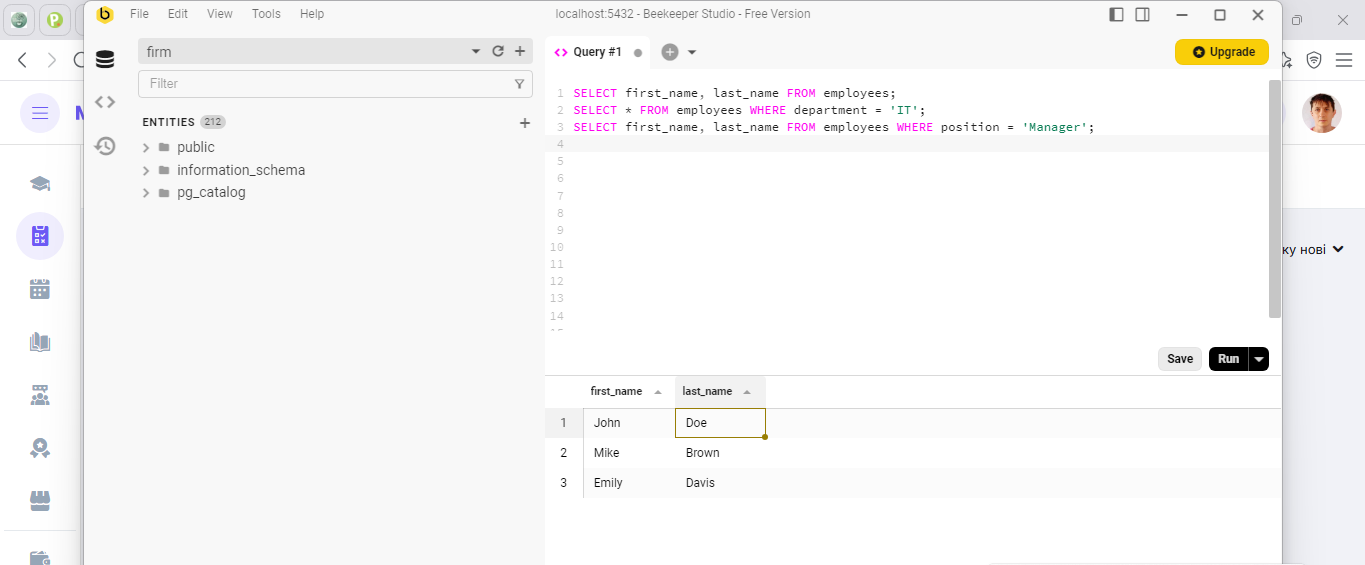 File Edit View Tools Help
localhost:5432 - Beekeeper Studio - Free Version
firm
Filter
ENTITIES 212
public
information_schema
pg_catalog
Query #1
Upgrade
1 SELECT first_name, last_name FROM employees;
2 SELECT * FROM employees WHERE department = 'IT';
3 SELECT first_name, last_name FROM employees WHERE position = 'Manager';
4
5
6
7
8
9
10
11
12
13
14
Save Run
first_name last_name
1 John Doe
2 Mike Brown
3 Emily Davis
P
M
ку нові